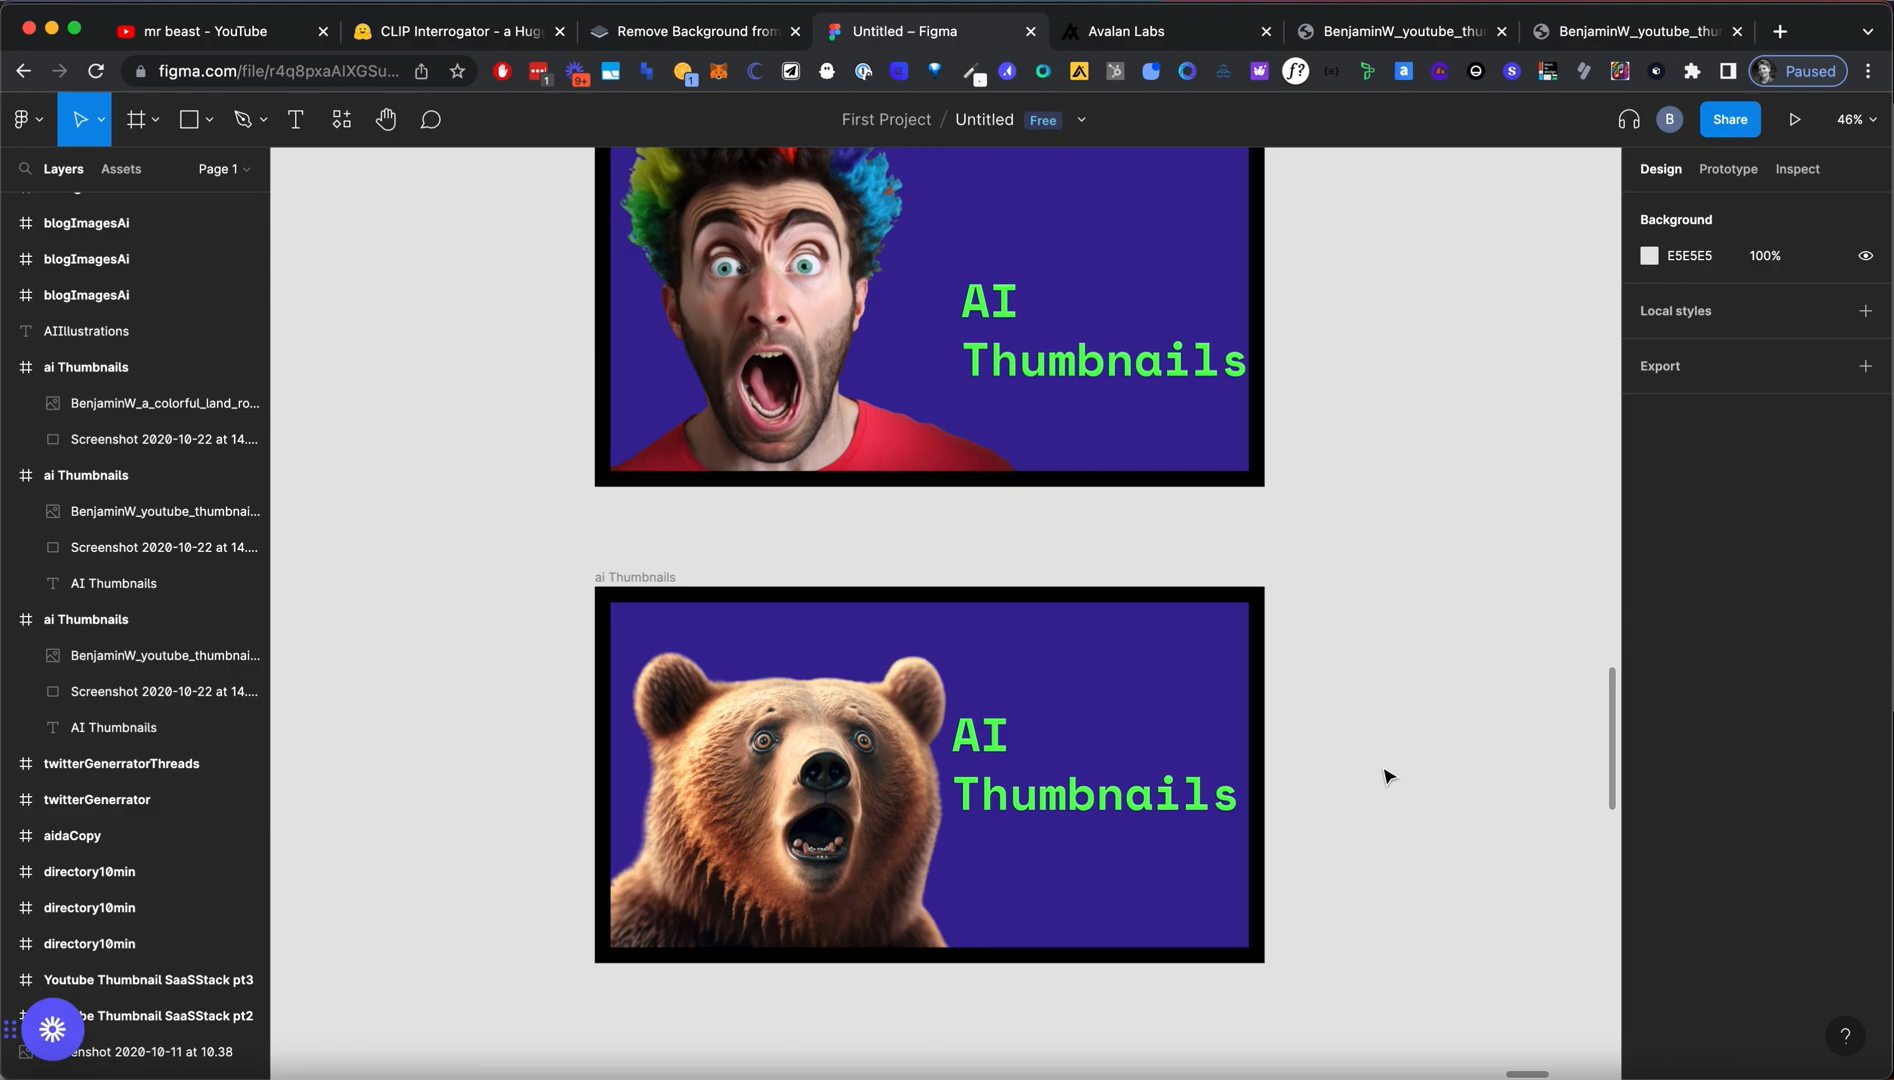 mr beast - YouTube
CLIP Interrogator - a Hug
Remove Background from
Untitled – Figma
Avalan Labs
BenjaminW_youtube_thu
BenjaminW_youtube_thu
figma.com/file/r4q8pxaAIXGSu...
1
9+
1
Paused
First Project / Untitled Free
B
Share
46%
Layers
Assets
Page 1
blogImagesAi
blogImagesAi
blogImagesAi
AIIllustrations
ai Thumbnails
BenjaminW_a_colorful_land_ro...
Screenshot 2020-10-22 at 14....
ai Thumbnails
BenjaminW_youtube_thumbnai...
Screenshot 2020-10-22 at 14....
AI Thumbnails
ai Thumbnails
BenjaminW_youtube_thumbnai...
Screenshot 2020-10-22 at 14....
AI Thumbnails
twitterGenerratorThreads
twitterGenerrator
aidaCopy
directory10min
directory10min
directory10min
Youtube Thumbnail SaaSStack pt3
be Thumbnail SaaSStack pt2
enshot 2020-10-11 at 10.38
AI
Thumbnails
ai Thumbnails
AI
Thumbnails
Design
Prototype
Inspect
Background
E5E5E5
100%
Local styles
Export
?